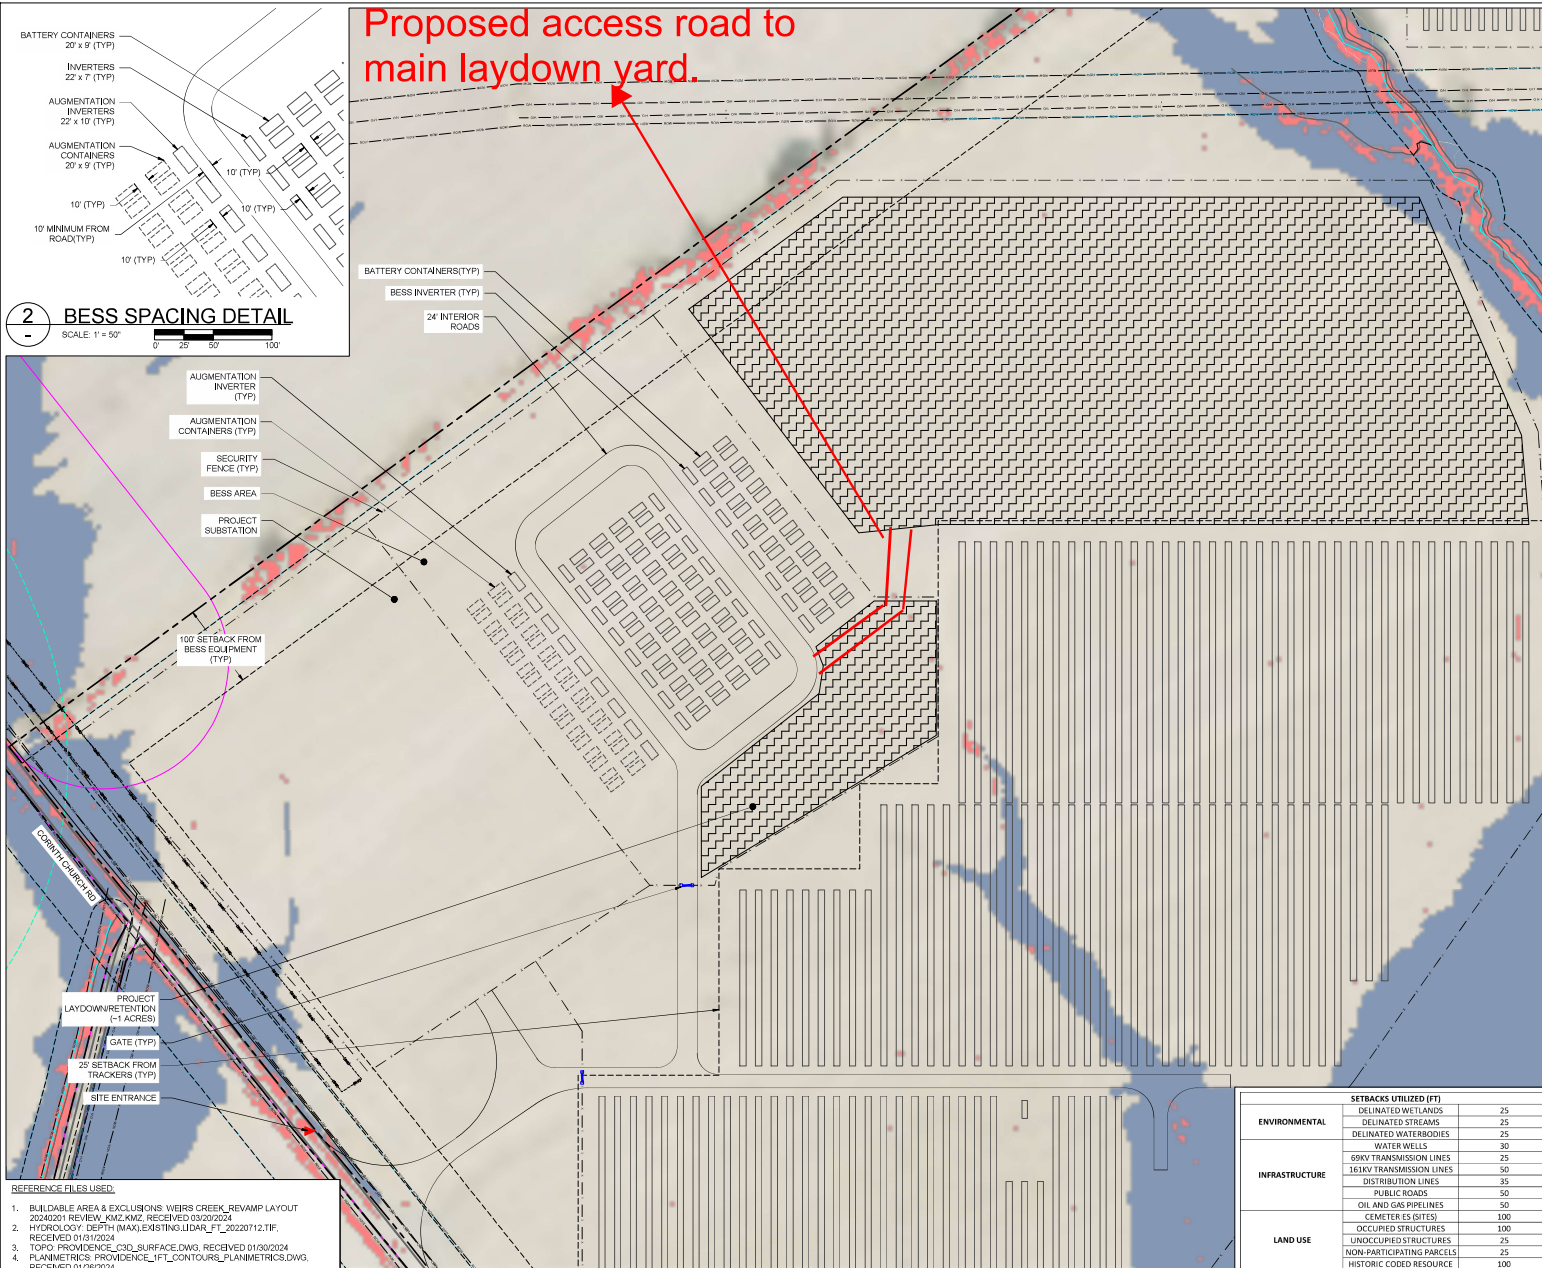 Proposed access road to
main laydown yard.
BATTERY CONTAINERS
20' x 9' (TYP)
INVERTERS
22' x 7' (TYP)
AUGMENTATION
INVERTERS
22' x 10' (TYP)
AUGMENTATION
CONTAINERS
20' x 9' (TYP)
10' (TYP)
10' (TYP)
10' (TYP)
10' MINIMUM FROM
ROAD(TYP)
10' (TYP)
2
-
BESS SPACING DETAIL
SCALE: 1' = 50"
0' 25' 50' 100'
BATTERY CONTAINERS(TYP)
BESS INVERTER (TYP)
24' INTERIOR
ROADS
AUGMENTATION
INVERTER
(TYP)
AUGMENTATION
CONTAINERS (TYP)
SECURITY
FENCE (TYP)
BESS AREA
PROJECT
SUBSTATION
100' SETBACK FROM
BESS EQUIPMENT
(TYP)
CORINTH CHURCH RD
PROJECT
LAYDOWN/RETENTION
(~1 ACRES)
GATE (TYP)
25' SETBACK FROM
TRACKERS (TYP)
SITE ENTRANCE
REFERENCE FILES USED:
1. BUILDABLE AREA & EXCLUSIONS: WEIRS CREEK_REVAMP LAYOUT
20240201 REVIEW_KMZ.KMZ, RECEIVED 03/20/2024
2. HYDROLOGY: DEPTH (MAX).EXISTING.LIDAR_FT_20220712.TIF,
RECEIVED 01/31/2024
3. TOPO: PROVIDENCE_C3D_SURFACE.DWG, RECEIVED 01/30/2024
4. PLANIMETRICS: PROVIDENCE_1FT_CONTOURS_PLANIMETRICS.DWG,
RECEIVED 01/26/2024
SETBACKS UTILIZED (FT)
ENVIRONMENTAL
DELINATED WETLANDS 25
DELINATED STREAMS 25
DELINATED WATERBODIES 25
INFRASTRUCTURE
WATER WELLS 30
69KV TRANSMISSION LINES 25
161KV TRANSMISSION LINES 50
DISTRIBUTION LINES 35
PUBLIC ROADS 50
OIL AND GAS PIPELINES 50
LAND USE
CEMETERIES (SITES) 100
OCCUPIED STRUCTURES 100
UNOCCUPIED STRUCTURES 25
NON-PARTICIPATING PARCELS 25
HISTORIC CODED RESOURCE 100